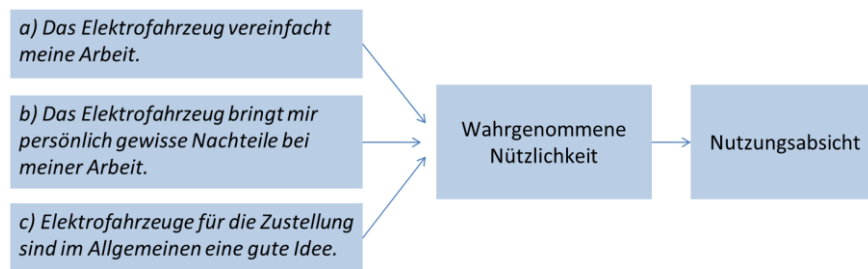 a) Das Elektrofahrzeug vereinfacht
meine Arbeit.
b) Das Elektrofahrzeug bringt mir
persönlich gewisse Nachteile bei
meiner Arbeit.
c) Elektrofahrzeuge für die Zustellung
sind im Allgemeinen eine gute Idee.
Wahrgenommene
Nützlichkeit
Nutzungsabsicht